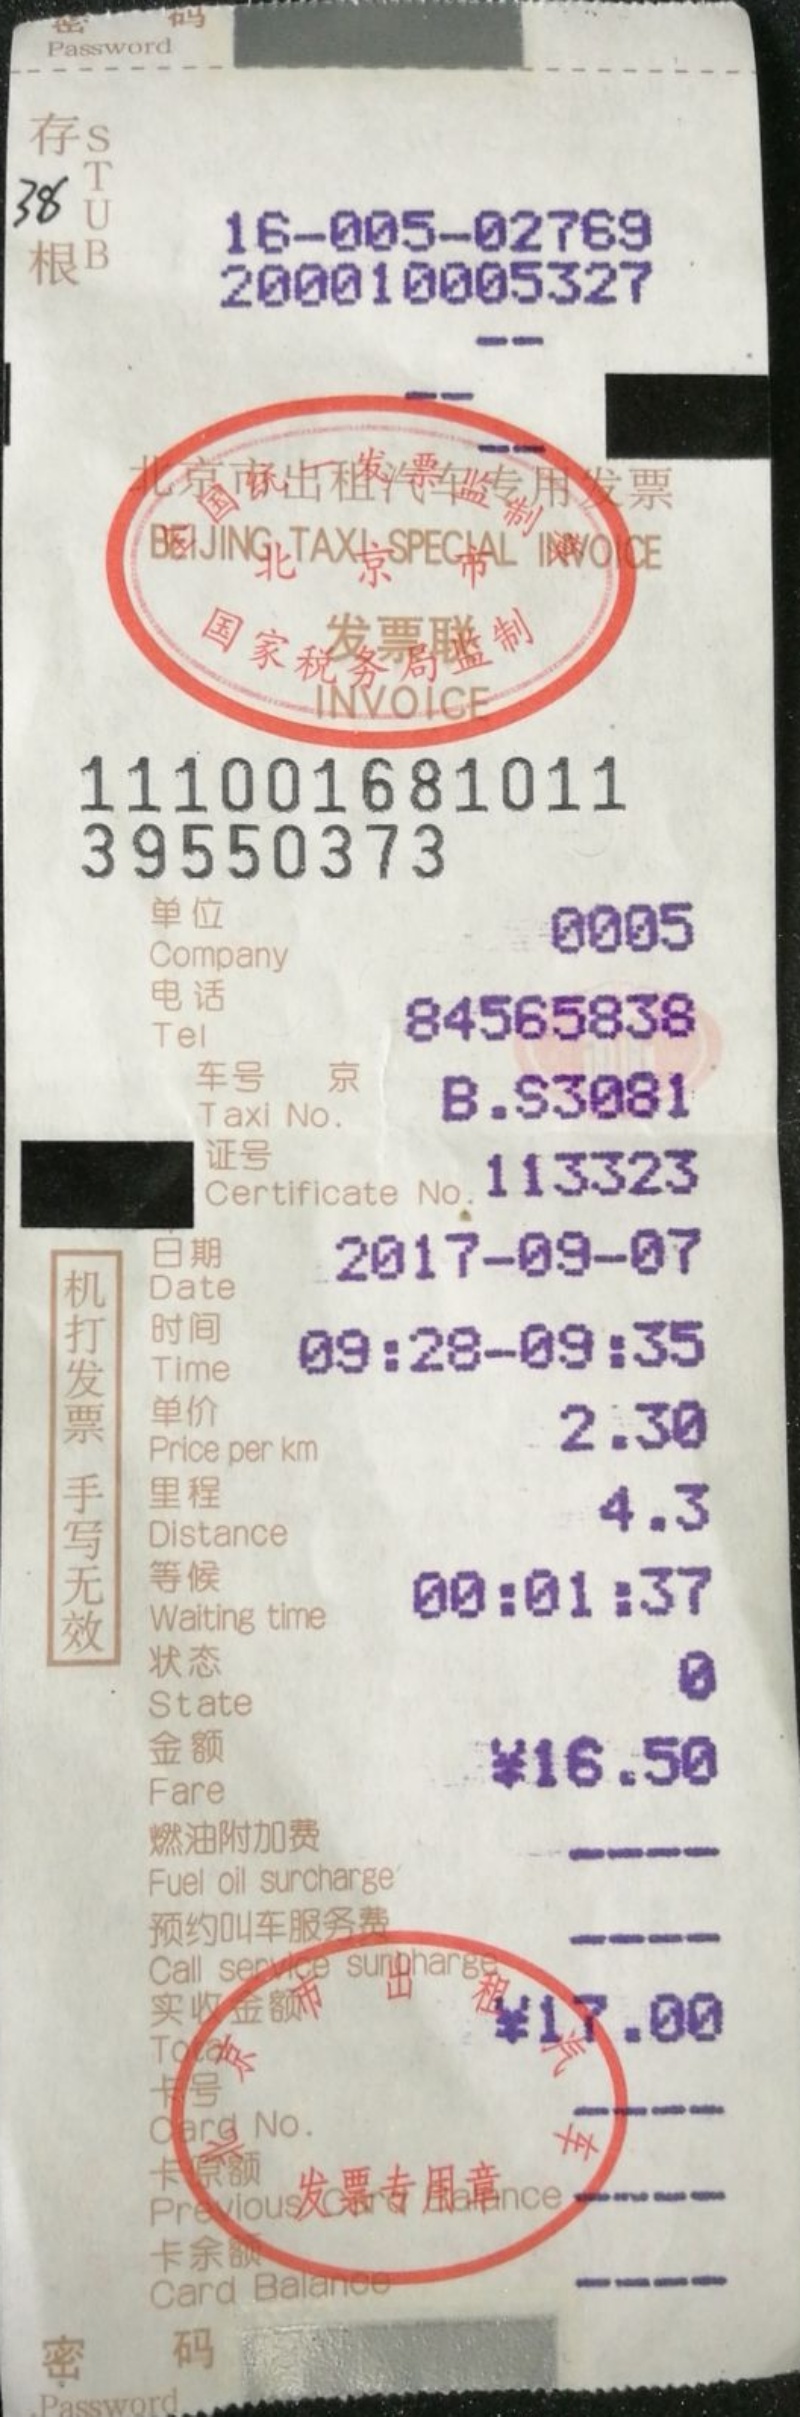 密 码
Password
存根
STUB
38
16-005-02769
200010005327
--
--
--
北京市出租汽车专用发票
BEIJING TAXI SPECIAL INVOICE
全国统一发票监制章
北京市
国家税务局监制
发票联
INVOICE
111001681011
39550373
单位 0005
Company
电话 84565838
Tel
车号 京 B.S3081
Taxi No.
证号 113323
Certificate No.
日期 2017-09-07
Date
时间 09:28-09:35
Time
单价 2.30
Price per km
里程 4.3
Distance
等候 00:01:37
Waiting time
状态 0
State
金额 ¥16.50
Fare
燃油附加费 ----
Fuel oil surcharge
预约叫车服务费 ----
Call service surcharge
实收金额 ¥17.00
Total
卡号 ----
Card No.
卡原额 ----
Previous Card Balance
卡余额 ----
Card Balance
机打发票 手写无效
北京市出租汽车
发票专用章
密 码
Password